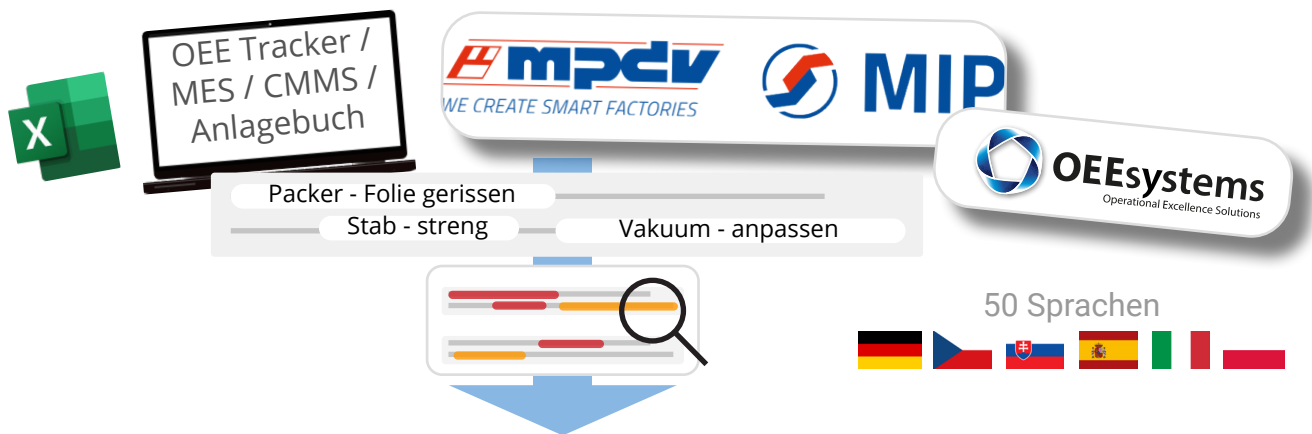 X
OEE Tracker /
MES / CMMS /
Anlagebuch
mpdv
WE CREATE SMART FACTORIES
MIP
OEEsystems
Operational Excellence Solutions
Packer - Folie gerissen
Stab - streng
Vakuum - anpassen
50 Sprachen